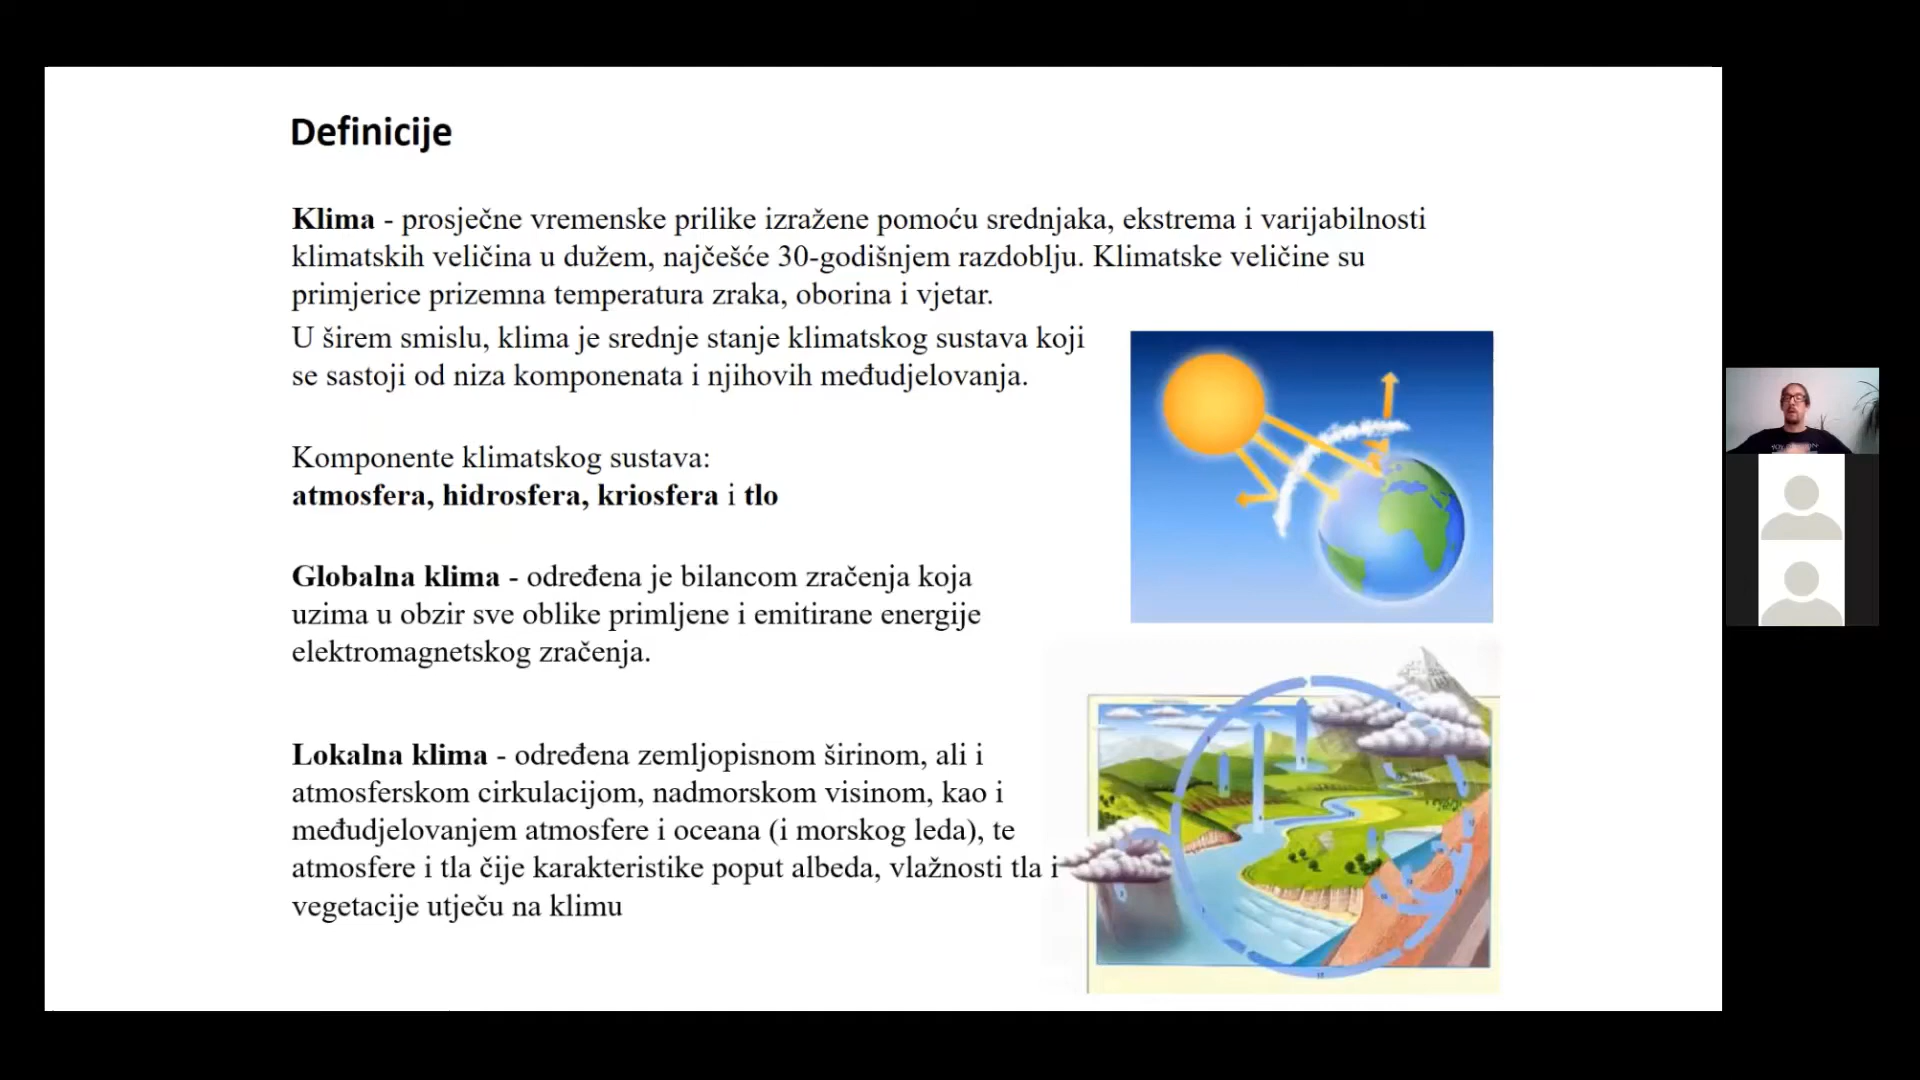 Definicije
Klima - prosječne vremenske prilike izražene pomoću srednjaka, ekstrema i varijabilnosti
klimatskih veličina u dužem, najčešće 30-godišnjem razdoblju. Klimatske veličine su
primjerice prizemna temperatura zraka, oborina i vjetar.
U širem smislu, klima je srednje stanje klimatskog sustava koji
se sastoji od niza komponenata i njihovih međudjelovanja.
Komponente klimatskog sustava:
atmosfera, hidrosfera, kriosfera i tlo
Globalna klima - određena je bilancom zračenja koja
uzima u obzir sve oblike primljene i emitirane energije
elektromagnetskog zračenja.
Lokalna klima - određena zemljopisnom širinom, ali i
atmosferskom cirkulacijom, nadmorskom visinom, kao i
međudjelovanjem atmosfere i oceana (i morskog leda), te
atmosfere i tla čije karakteristike poput albeda, vlažnosti tla i
vegetacije utječu na klimu